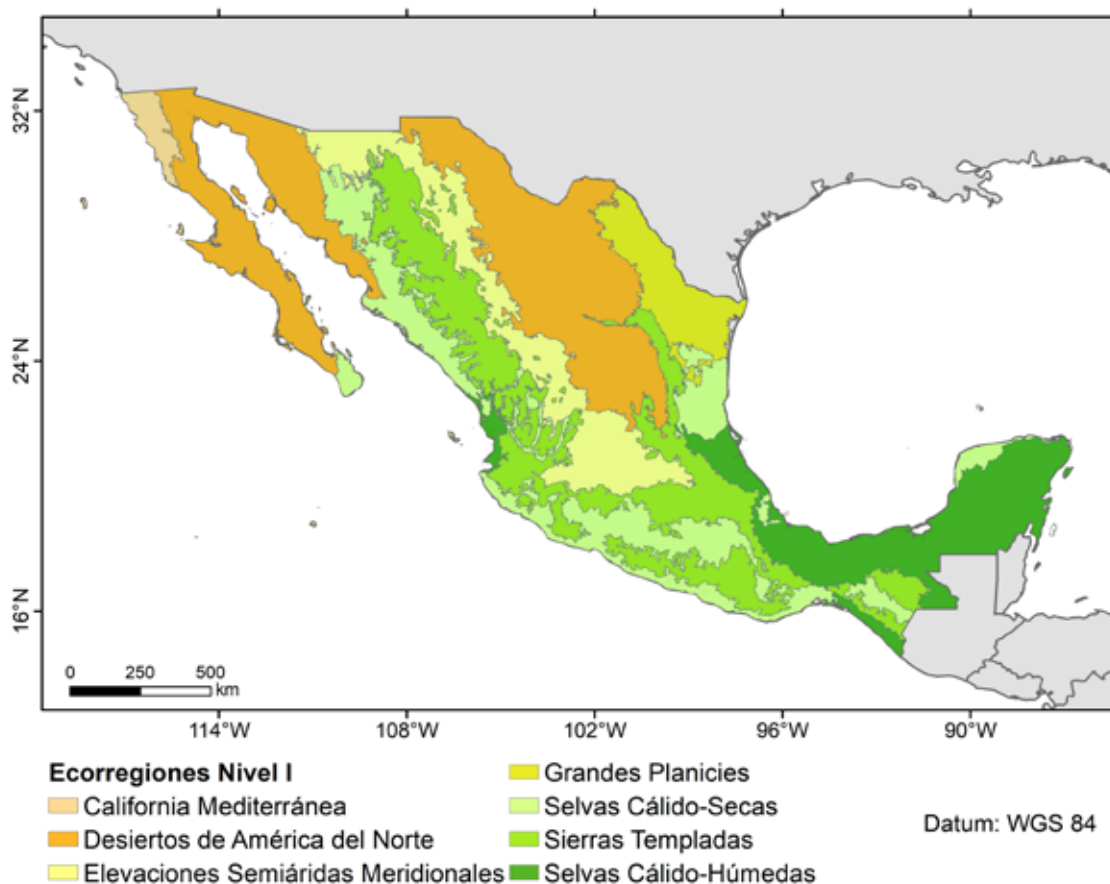 32°N
24°N
16°N
0 250 500
km
114°W 108°W 102°W 96°W 90°W
Ecorregiones Nivel I
California Mediterránea
Desiertos de América del Norte
Elevaciones Semiáridas Meridionales
Grandes Planicies
Selvas Cálido-Secas
Sierras Templadas
Selvas Cálido-Húmedas
Datum: WGS 84